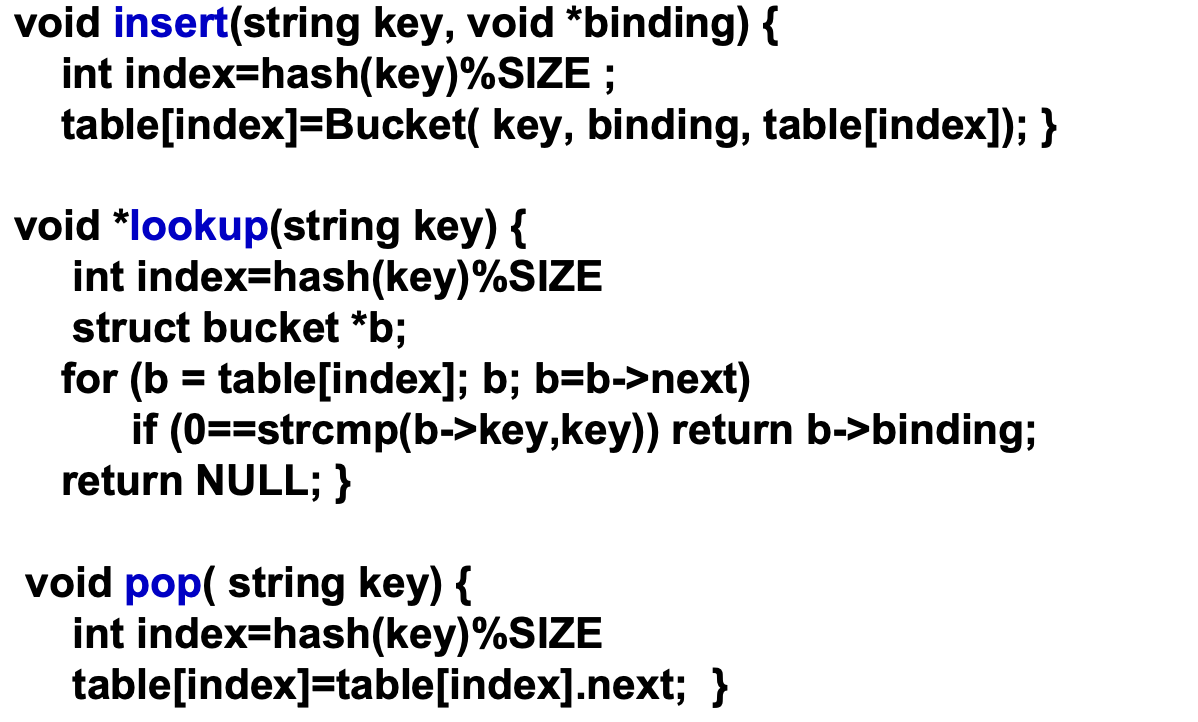 void insert(string key, void *binding) {
int index=hash(key)%SIZE ;
table[index]=Bucket( key, binding, table[index]); }
void *lookup(string key) {
int index=hash(key)%SIZE
struct bucket *b;
for (b = table[index]; b; b=b->next)
if (0==strcmp(b->key,key)) return b->binding;
return NULL; }
void pop( string key) {
int index=hash(key)%SIZE
table[index]=table[index].next;  }